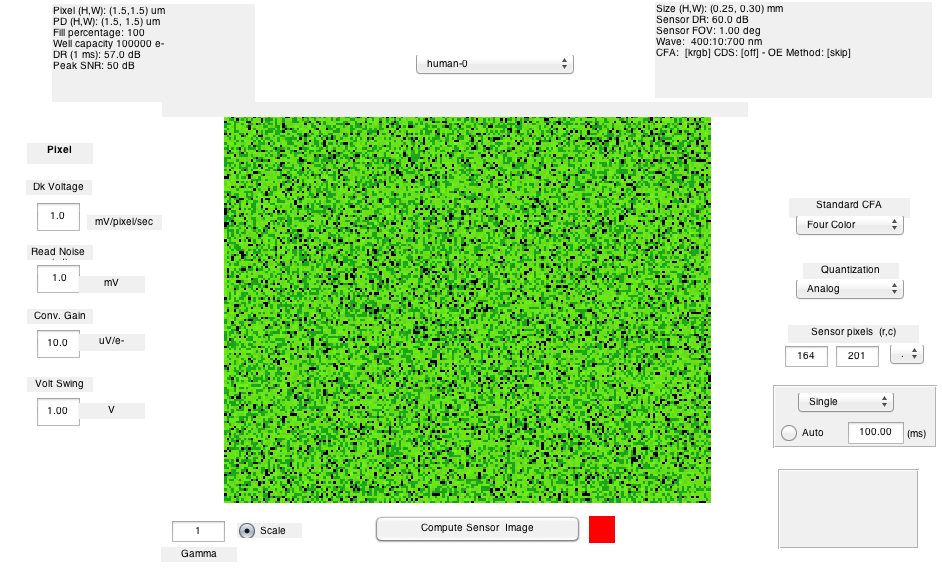 Pixel (H,W): (1.5,1.5) um
PD (H,W): (1.5, 1.5) um
Fill percentage: 100
Well capacity 100000 e-
DR (1 ms): 57.0 dB
Peak SNR: 50 dB
human-0
Size (H,W): (0.25, 0.30) mm
Sensor DR: 60.0 dB
Sensor FOV: 1.00 deg
Wave: 400:10:700 nm
CFA: [krgb] CDS: [off] - OE Method: [skip]
Pixel
Dk Voltage
1.0 mV/pixel/sec
Read Noise
1.0 mV
Conv. Gain
10.0 uV/e-
Volt Swing
1.00 V
Standard CFA
Four Color
Quantization
Analog
Sensor pixels (r,c)
164 201 .
Single
Auto 100.00 (ms)
1 Scale
Gamma
Compute Sensor Image